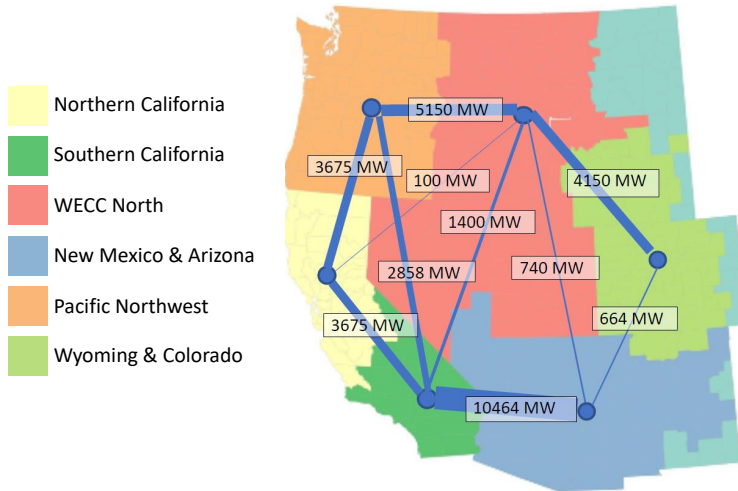 Northern California
Southern California
WECC North
New Mexico & Arizona
Pacific Northwest
Wyoming & Colorado
5150 MW
3675 MW
100 MW
4150 MW
1400 MW
2858 MW
740 MW
3675 MW
664 MW
10464 MW